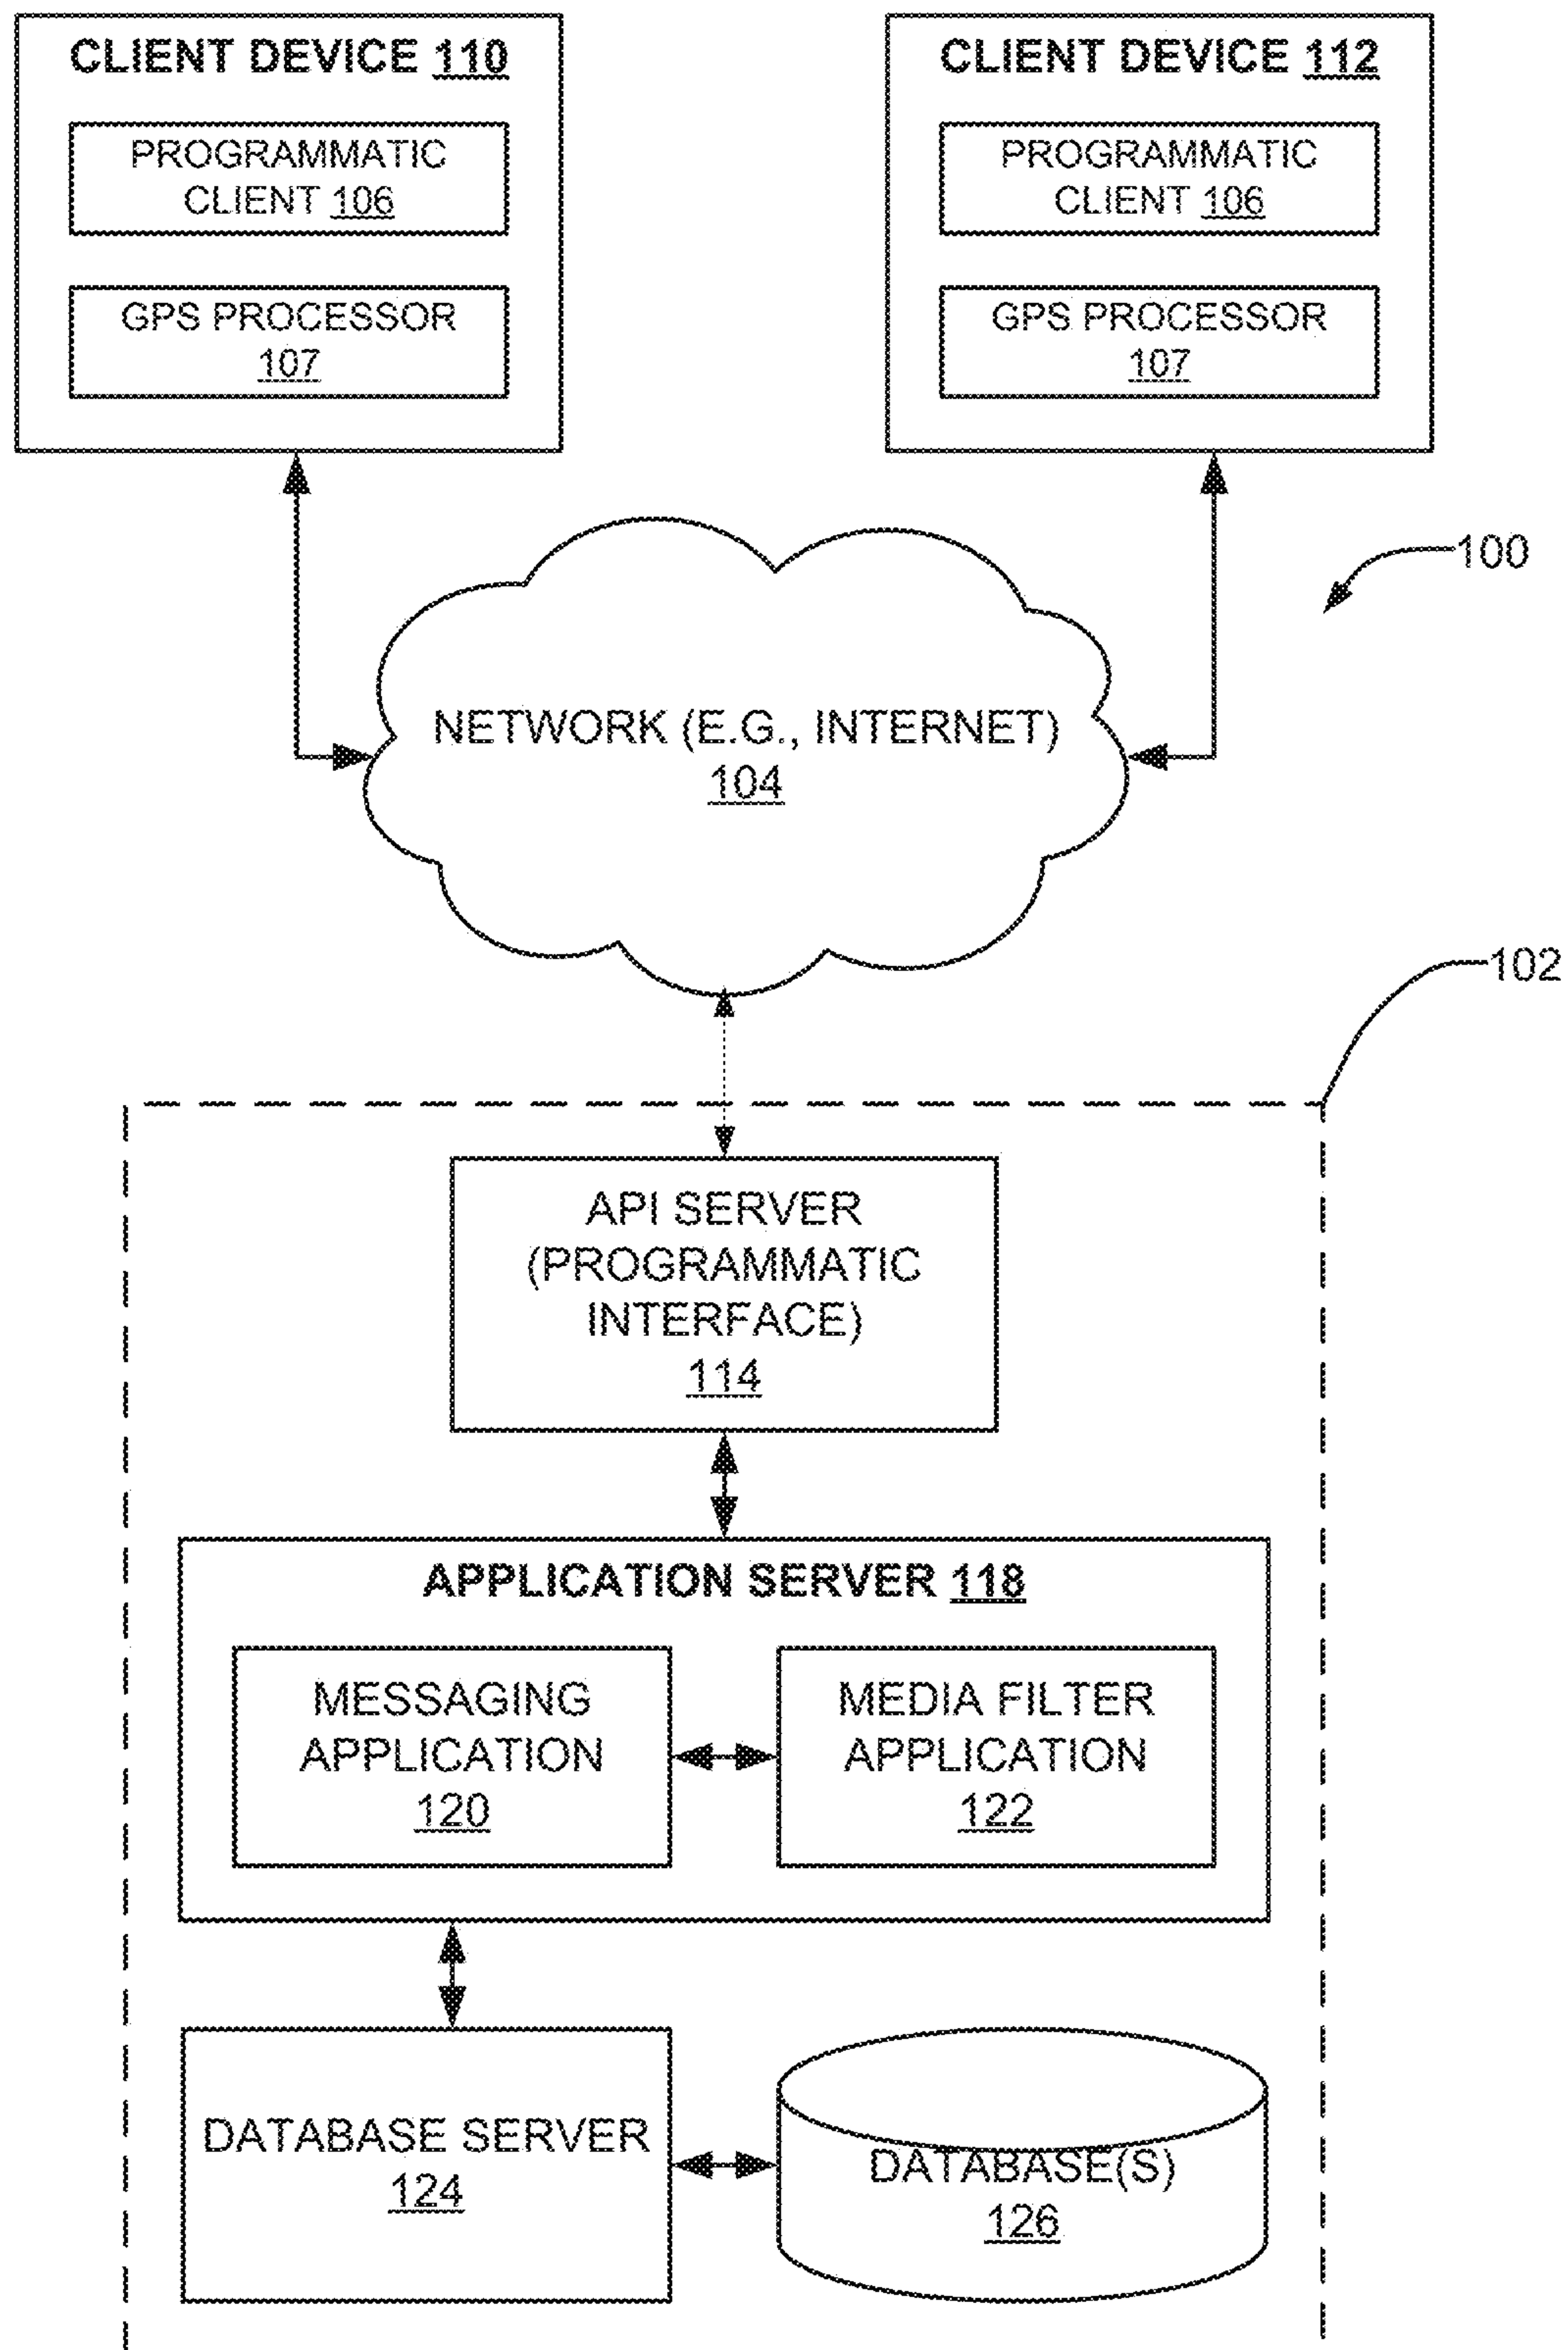 CLIENT DEVICE 110
PROGRAMMATIC
CLIENT 106
GPS PROCESSOR
107
CLIENT DEVICE 112
PROGRAMMATIC
CLIENT 106
GPS PROCESSOR
107
100
NETWORK (E.G., INTERNET)
104
102
API SERVER
(PROGRAMMATIC
INTERFACE)
114
APPLICATION SERVER 118
MESSAGING
APPLICATION
120
MEDIA FILTER
APPLICATION
122
DATABASE SERVER
124
DATABASE(S)
126